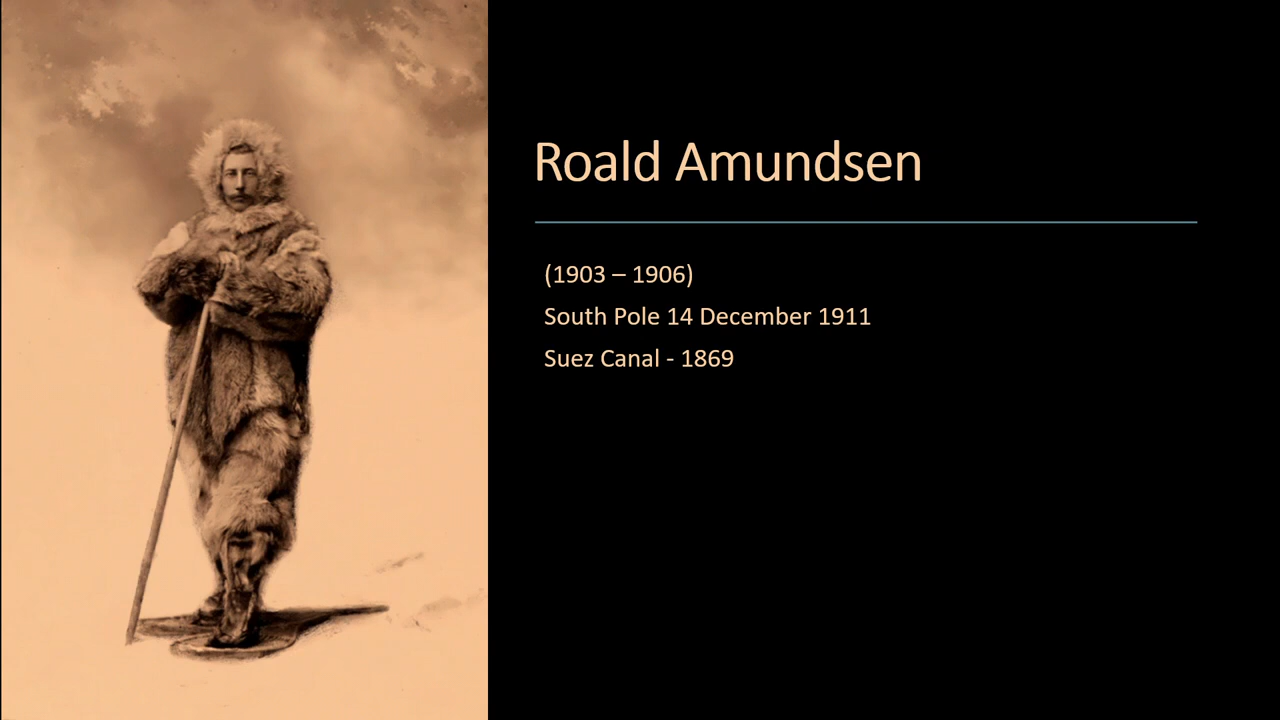 Roald Amundsen
(1903 – 1906)
South Pole 14 December 1911
Suez Canal - 1869